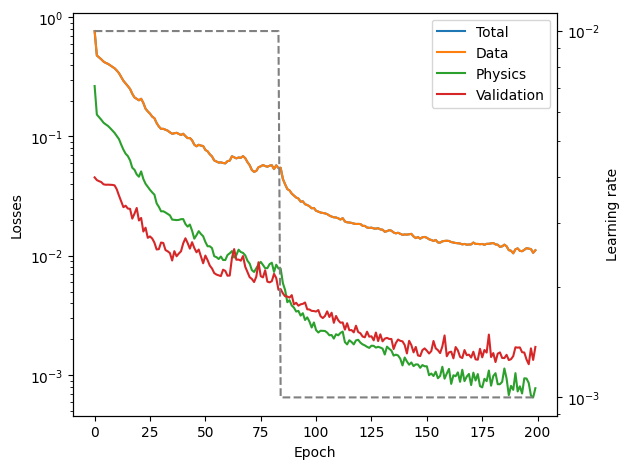 Total
Data
Physics
Validation
10⁰
10⁻¹
10⁻²
10⁻³
Losses
10⁻²
10⁻³
Learning rate
0
25
50
75
100
125
150
175
200
Epoch